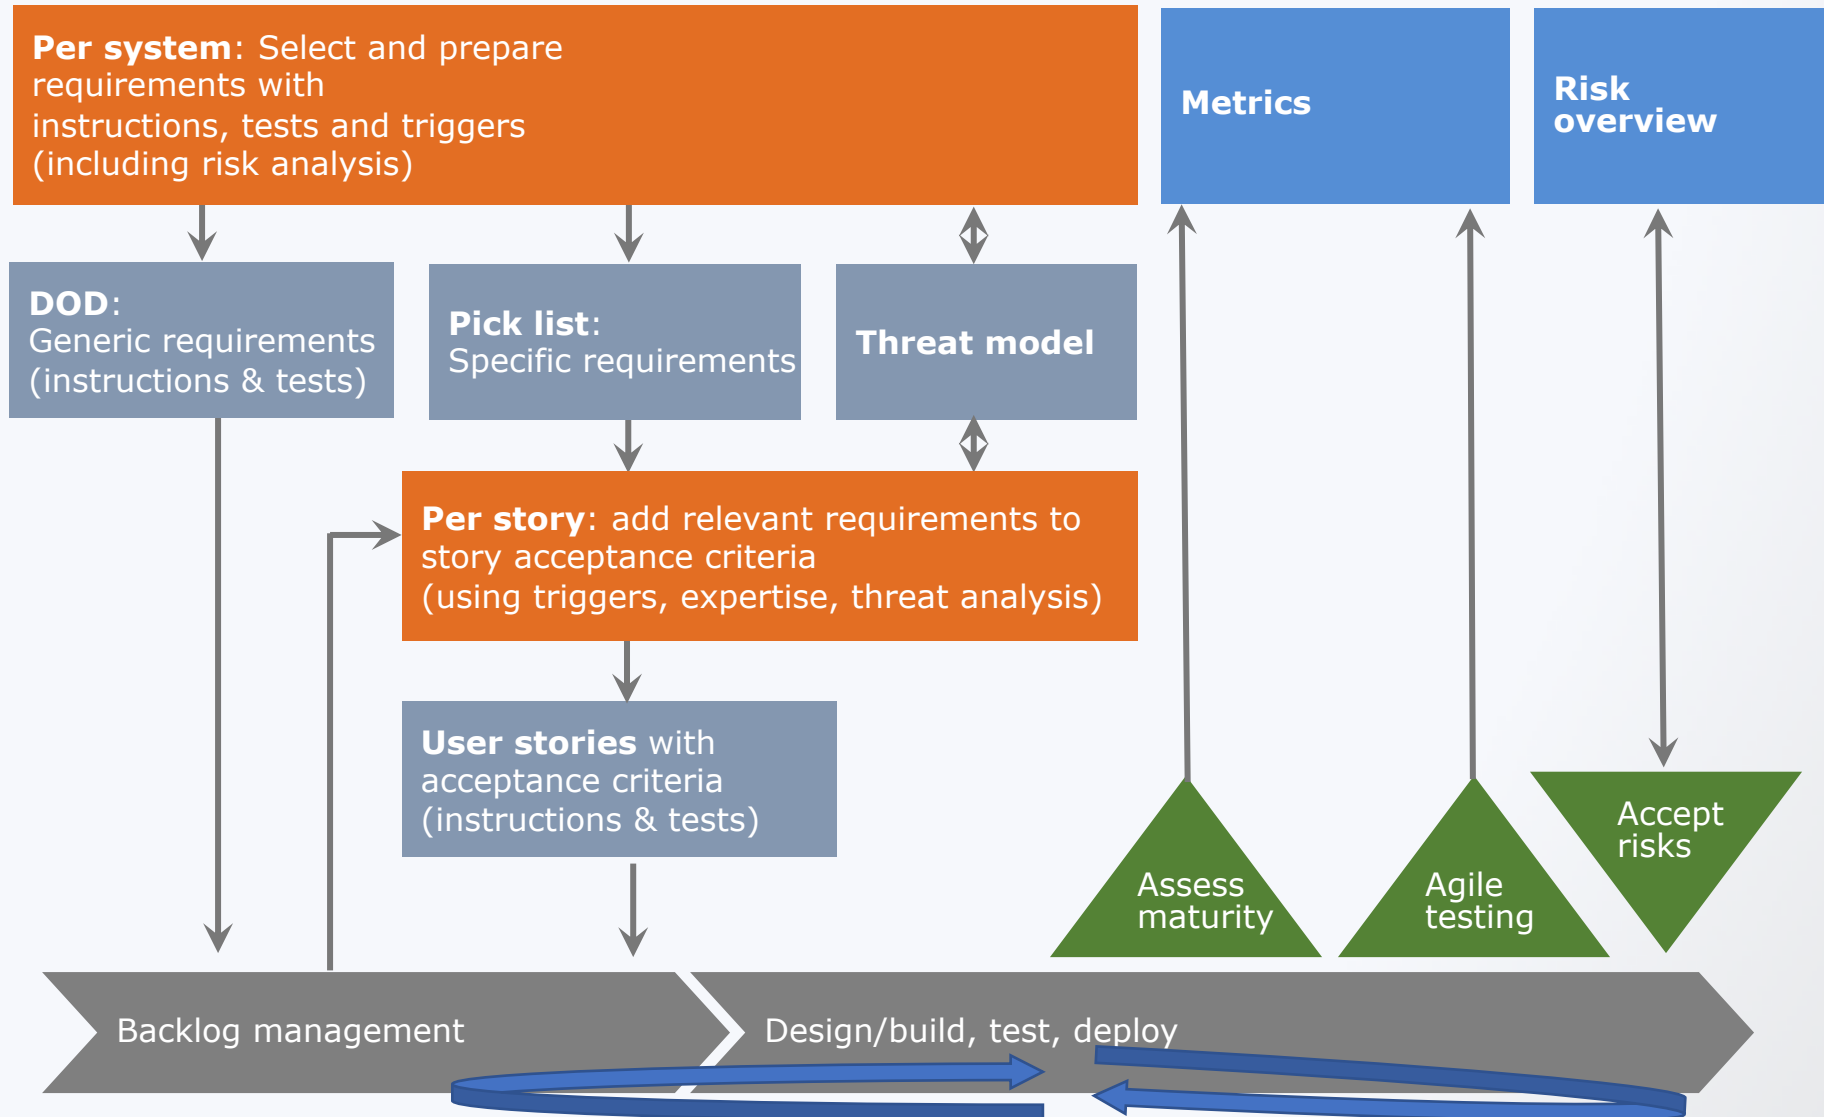 Per system: Select and prepare
requirements with
instructions, tests and triggers
(including risk analysis)
Metrics
Risk
overview
DOD:
Generic requirements
(instructions & tests)
Pick list:
Specific requirements
Threat model
Per story: add relevant requirements to
story acceptance criteria
(using triggers, expertise, threat analysis)
User stories with
acceptance criteria
(instructions & tests)
Assess
maturity
Agile
testing
Accept
risks
Backlog management
Design/build, test, deploy